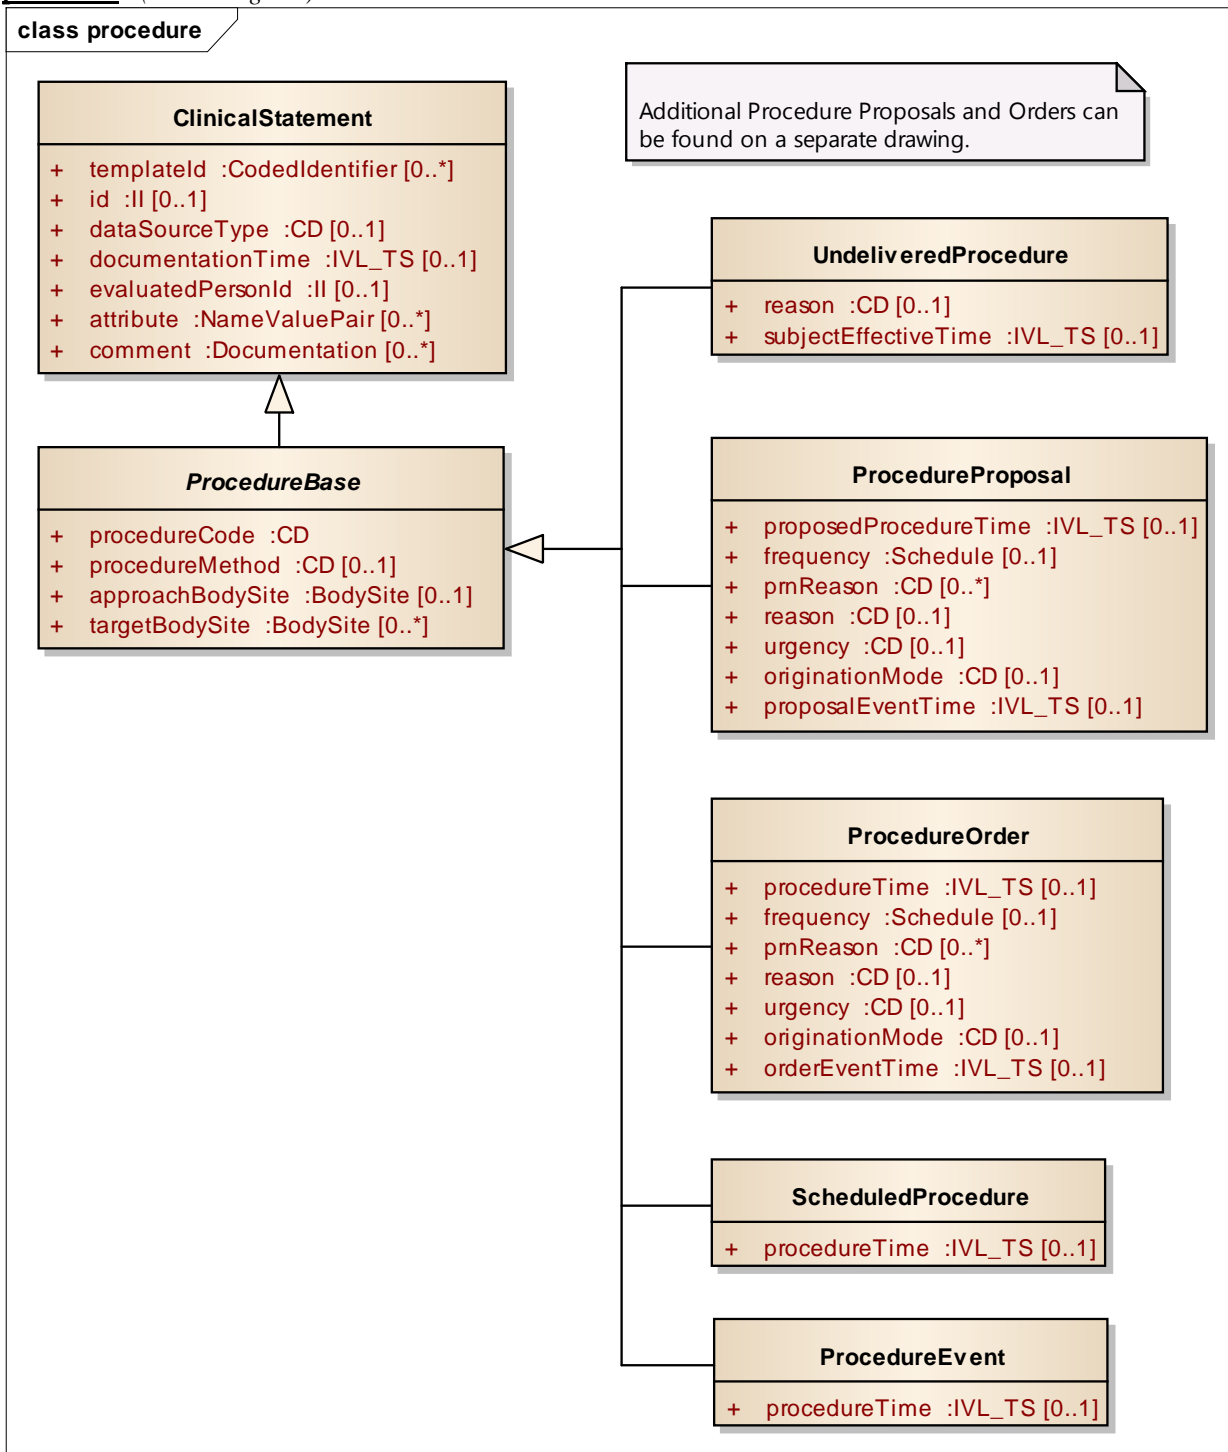 class procedure
ClinicalStatement
+ templateId :CodedIdentifier [0..*]
+ id :II [0..1]
+ dataSourceType :CD [0..1]
+ documentationTime :IVL_TS [0..1]
+ evaluatedPersonId :II [0..1]
+ attribute :NameValuePair [0..*]
+ comment :Documentation [0..*]
ProcedureBase
+ procedureCode :CD
+ procedureMethod :CD [0..1]
+ approachBodySite :BodySite [0..1]
+ targetBodySite :BodySite [0..*]
Additional Procedure Proposals and Orders can
be found on a separate drawing.
UndeliveredProcedure
+ reason :CD [0..1]
+ subjectEffectiveTime :IVL_TS [0..1]
ProcedureProposal
+ proposedProcedureTime :IVL_TS [0..1]
+ frequency :Schedule [0..1]
+ prnReason :CD [0..*]
+ reason :CD [0..1]
+ urgency :CD [0..1]
+ originationMode :CD [0..1]
+ proposalEventTime :IVL_TS [0..1]
ProcedureOrder
+ procedureTime :IVL_TS [0..1]
+ frequency :Schedule [0..1]
+ prnReason :CD [0..*]
+ reason :CD [0..1]
+ urgency :CD [0..1]
+ originationMode :CD [0..1]
+ orderEventTime :IVL_TS [0..1]
ScheduledProcedure
+ procedureTime :IVL_TS [0..1]
ProcedureEvent
+ procedureTime :IVL_TS [0..1]